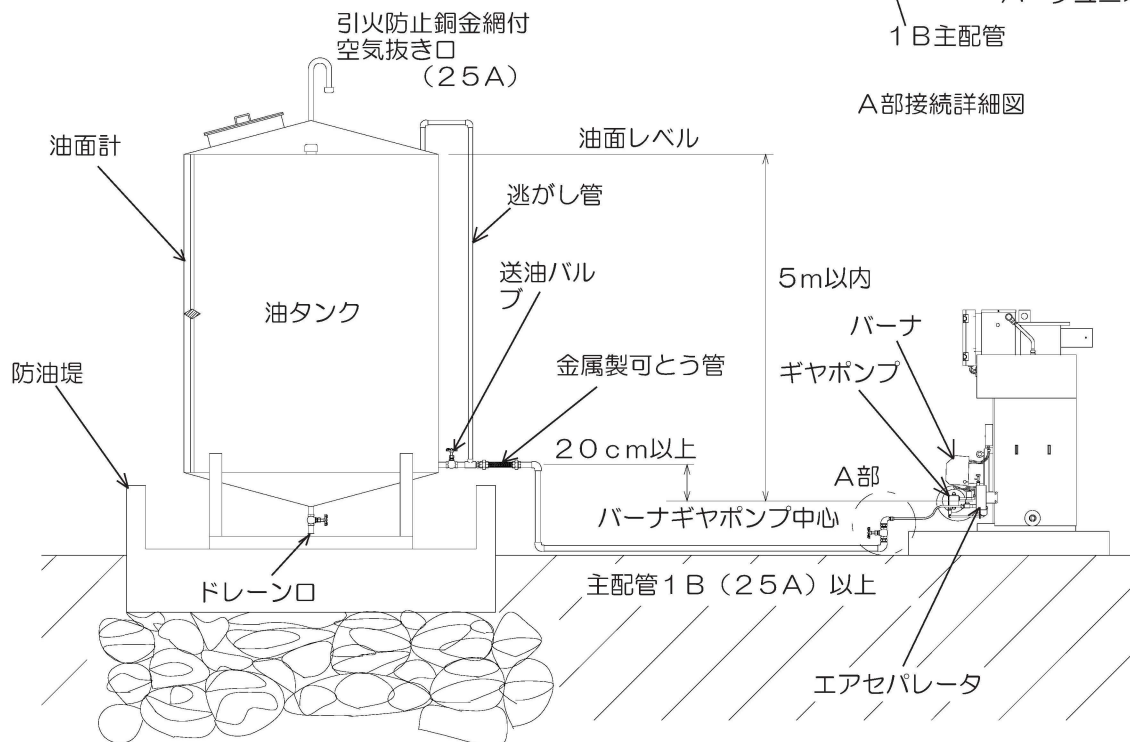 引火防止銅金網付
空気抜き口
(25A)
1B主配管
A部接続詳細図
油面計
油面レベル
逃がし管
送油バル
ブ
5m以内
油タンク
バーナ
防油堤
金属製可とう管
ギヤポンプ
20cm以上
A部
バーナギヤポンプ中心
ドレーン口
主配管1B(25A)以上
エアセパレータ